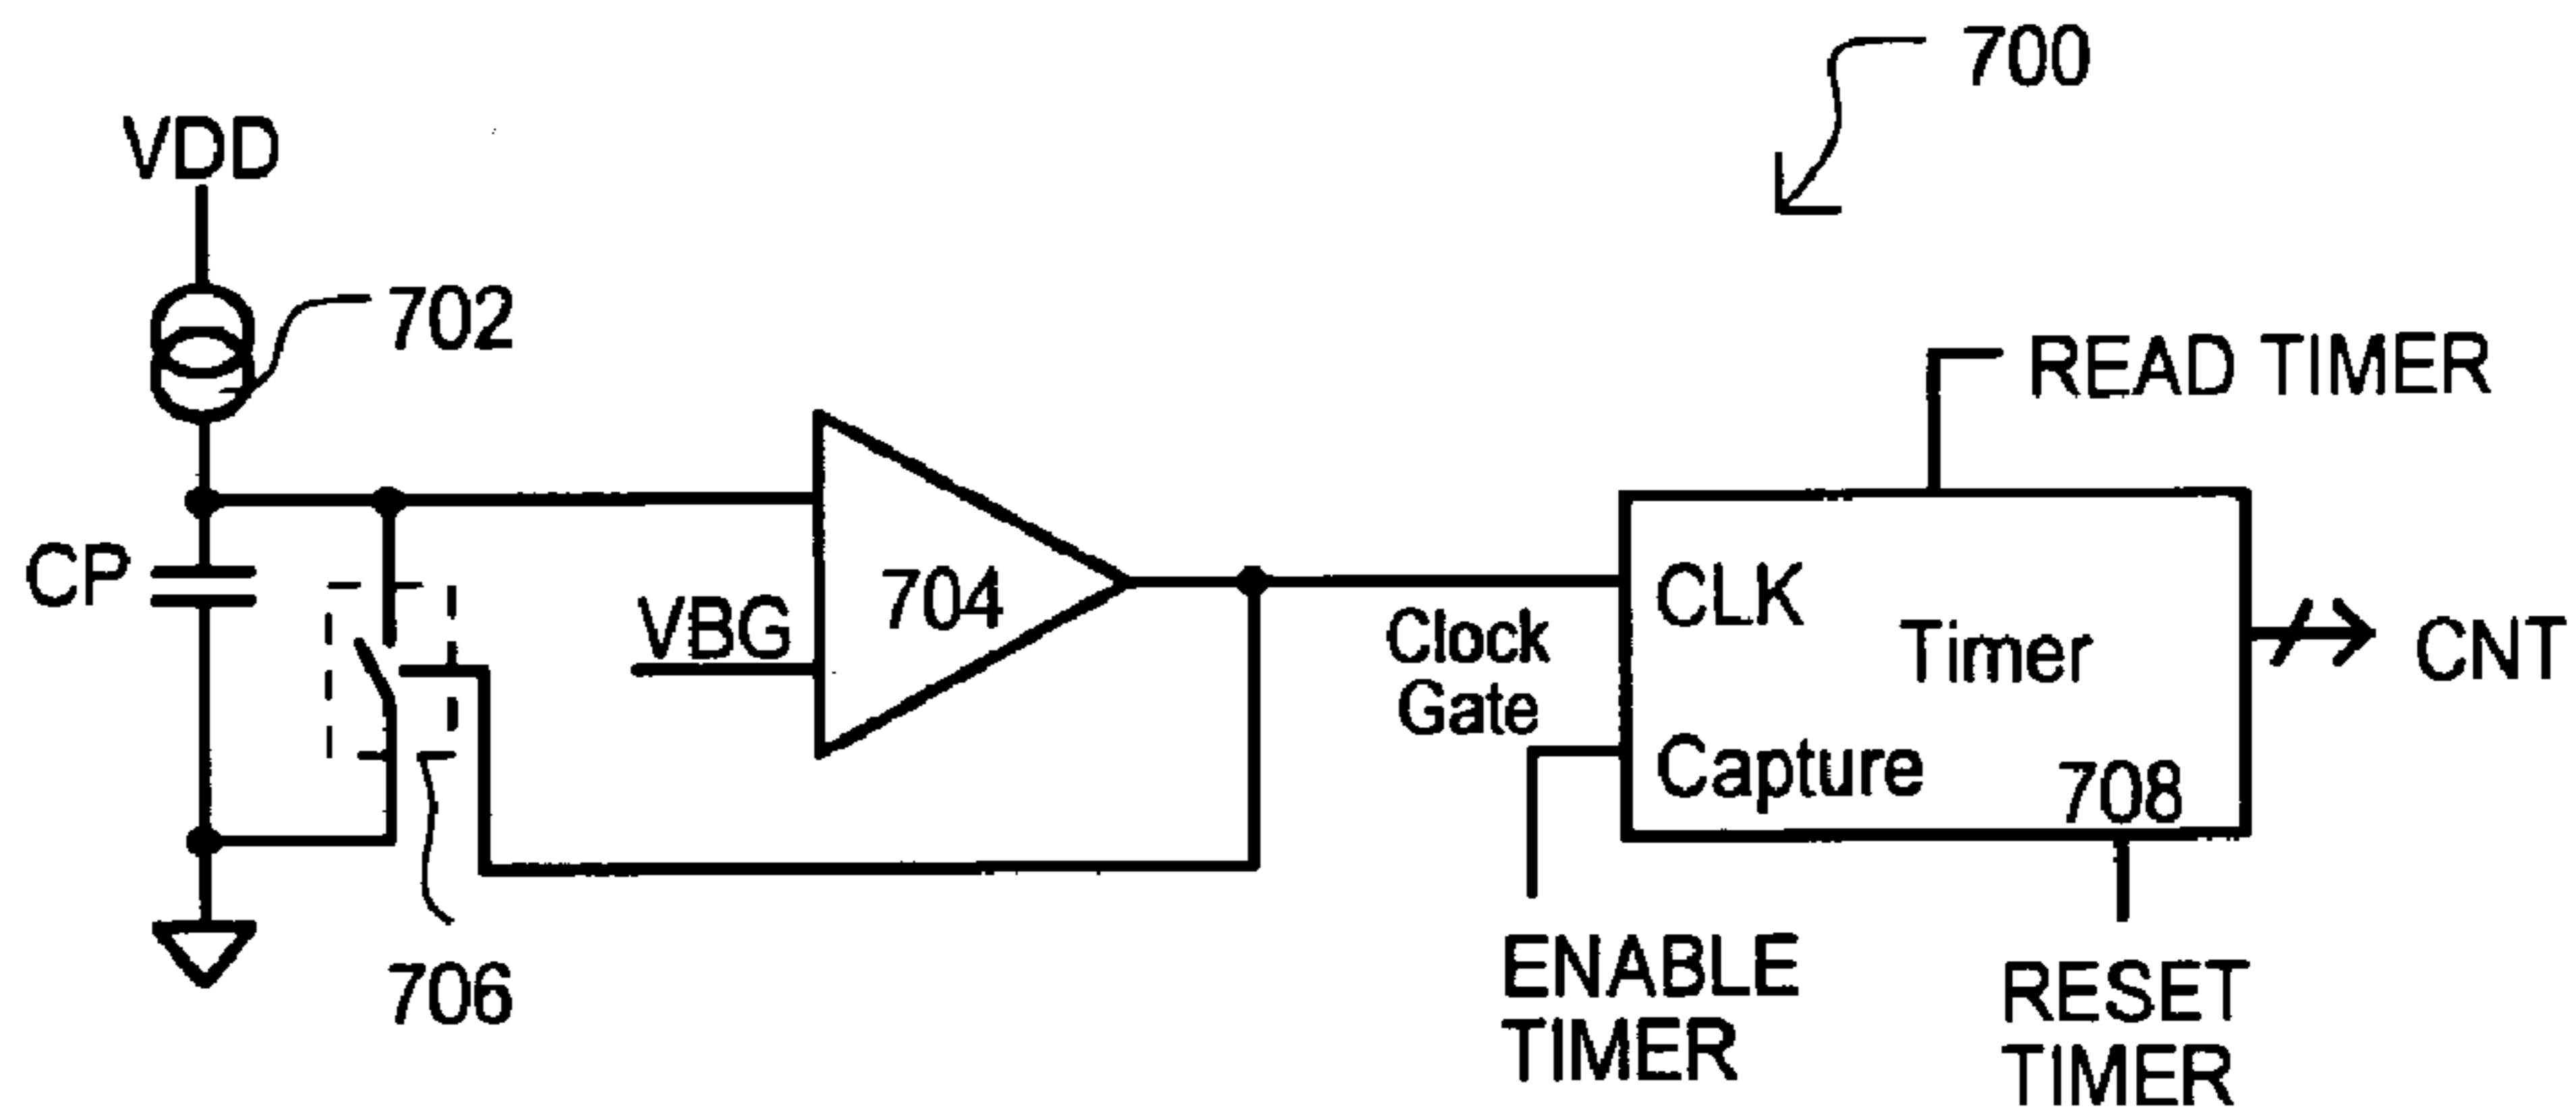 700
VDD
702
READ TIMER
CP
704
VBG
Clock
Gate
CLK
Timer
Capture
708
CNT
706
ENABLE
TIMER
RESET
TIMER